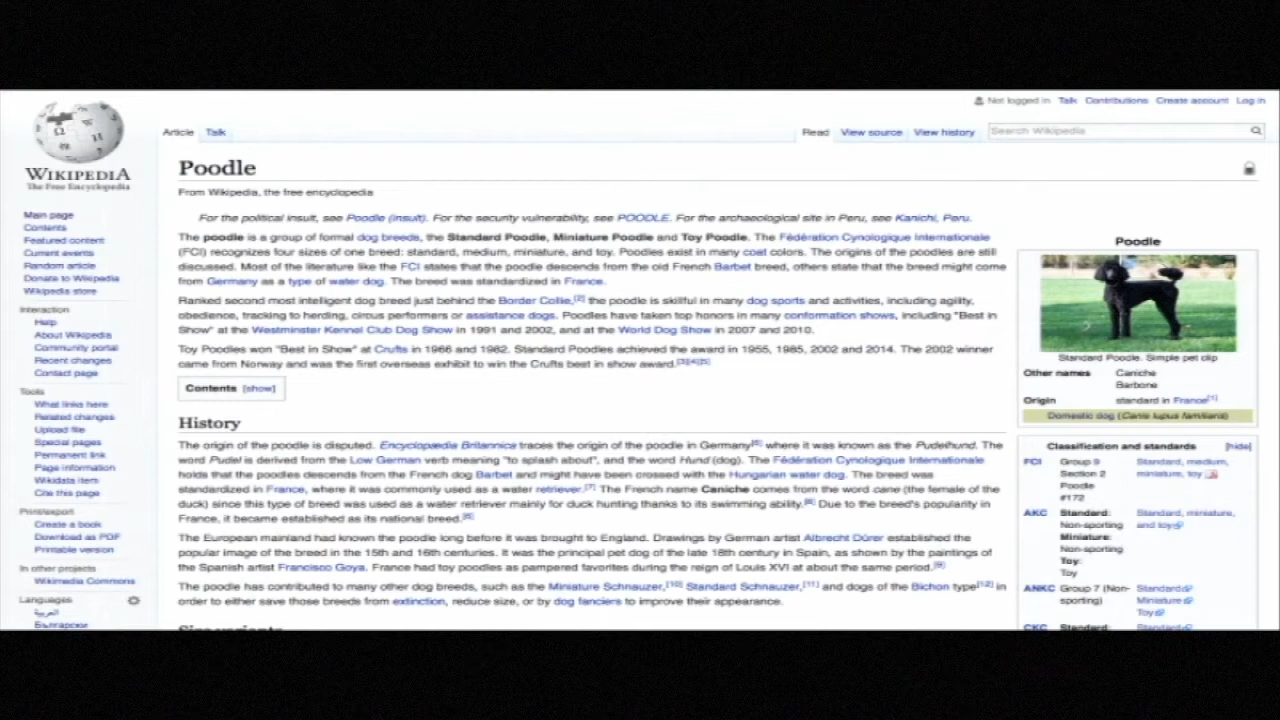 Not logged in Talk Contributions Create account Log in
Article Talk
Read View source View history Search Wikipedia
WIKIPEDIA
The Free Encyclopedia
Main page
Contents
Featured content
Current events
Random article
Donate to Wikipedia
Wikipedia store
Interaction
Help
About Wikipedia
Community portal
Recent changes
Contact page
Tools
What links here
Related changes
Upload file
Special pages
Permanent link
Page information
Wikidata item
Cite this page
Print/export
Create a book
Download as PDF
Printable version
In other projects
Wikimedia Commons
Languages
العربية
Български
Poodle
From Wikipedia, the free encyclopedia
For the political insult, see Poodle (insult). For the security vulnerability, see POODLE. For the archaeological site in Peru, see Kanichi, Peru.
The poodle is a group of formal dog breeds, the Standard Poodle, Miniature Poodle and Toy Poodle. The Fédération Cynologique Internationale
(FCI) recognizes four sizes of one breed: standard, medium, miniature, and toy. Poodles exist in many coat colors. The origins of the poodles are still
discussed. Most of the literature like the FCI states that the poodle descends from the old French Barbet breed, others state that the breed might come
from Germany as a type of water dog. The breed was standardized in France.
Ranked second most intelligent dog breed just behind the Border Collie,[2] the poodle is skillful in many dog sports and activities, including agility,
obedience, tracking to herding, circus performers or assistance dogs. Poodles have taken top honors in many conformation shows, including "Best in
Show" at the Westminster Kennel Club Dog Show in 1991 and 2002, and at the World Dog Show in 2007 and 2010.
Toy Poodles won "Best in Show" at Crufts in 1966 and 1982. Standard Poodles achieved the award in 1955, 1985, 2002 and 2014. The 2002 winner
came from Norway and was the first overseas exhibit to win the Crufts best in show award.[3][4][5]
Contents [show]
History
The origin of the poodle is disputed. Encyclopædia Britannica traces the origin of the poodle in Germany[6] where it was known as the Pudelhund. The
word Pudel is derived from the Low German verb meaning "to splash about", and the word Hund (dog). The Fédération Cynologique Internationale
holds that the poodles descends from the French dog Barbet and might have been crossed with the Hungarian water dog. The breed was
standardized in France, where it was commonly used as a water retriever.[7] The French name Caniche comes from the word cane (the female of the
duck) since this type of breed was used as a water retriever mainly for duck hunting thanks to its swimming ability.[8] Due to the breed's popularity in
France, it became established as its national breed.[6]
The European mainland had known the poodle long before it was brought to England. Drawings by German artist Albrecht Dürer established the
popular image of the breed in the 15th and 16th centuries. It was the principal pet dog of the late 18th century in Spain, as shown by the paintings of
the Spanish artist Francisco Goya. France had toy poodles as pampered favorites during the reign of Louis XVI at about the same period.[9]
The poodle has contributed to many other dog breeds, such as the Miniature Schnauzer,[10] Standard Schnauzer,[11] and dogs of the Bichon type[12] in
order to either save those breeds from extinction, reduce size, or by dog fanciers to improve their appearance.
Size variants
Poodle
Standard Poodle. Simple pet clip
Other names Caniche
Barbone
Origin standard in France[1]
Domestic dog (Canis lupus familiaris)
Classification and standards [hide]
FCI Group 9 Standard, medium,
Section 2 miniature, toy
Poodle
#172
AKC Standard: Standard, miniature,
Non-sporting and toy
Miniature:
Non-sporting
Toy:
Toy
ANKC Group 7 (Non- Standard
sporting) Miniature
Toy
CKC Standard: Standard